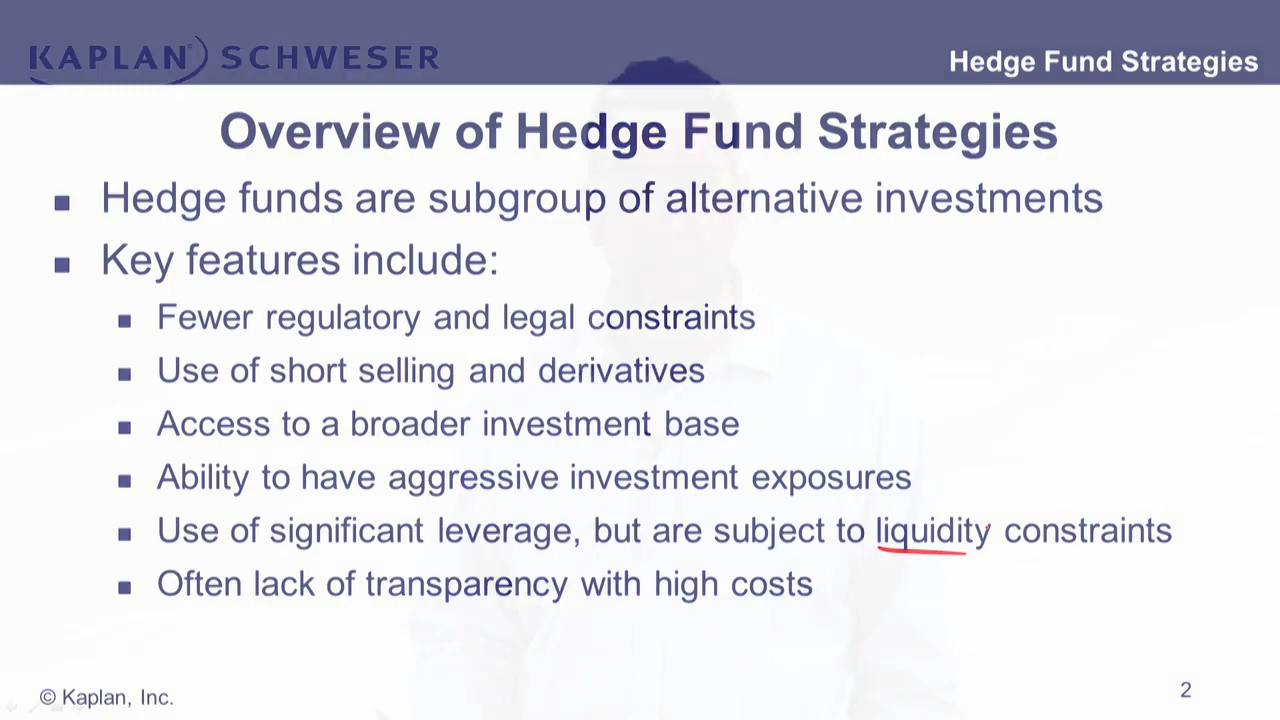 KAPLAN SCHWESER
Hedge Fund Strategies
Overview of Hedge Fund Strategies
Hedge funds are subgroup of alternative investments
Key features include:
Fewer regulatory and legal constraints
Use of short selling and derivatives
Access to a broader investment base
Ability to have aggressive investment exposures
Use of significant leverage, but are subject to liquidity constraints
Often lack of transparency with high costs
© Kaplan, Inc.
2